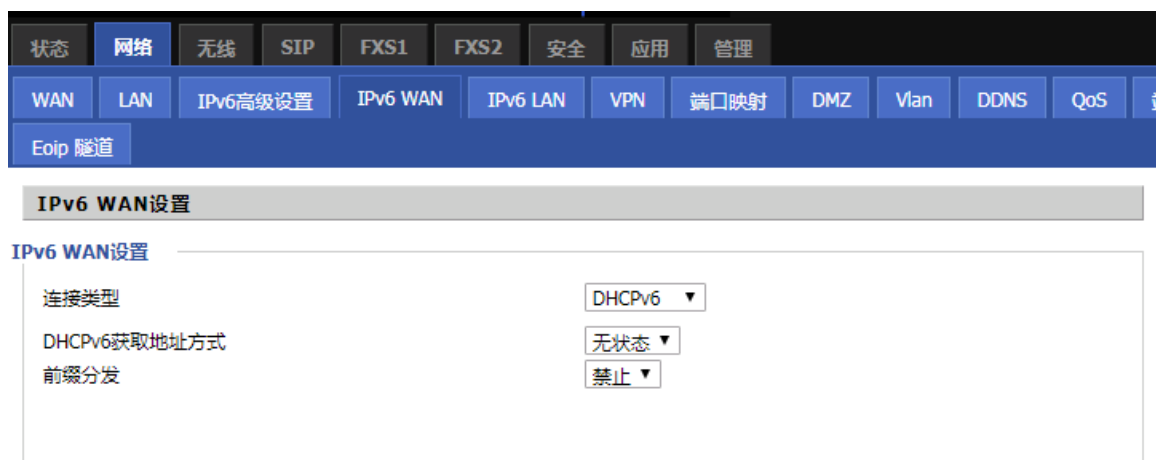 状态 网络 无线 SIP FXS1 FXS2 安全 应用 管理
WAN LAN IPv6高级设置 IPv6 WAN IPv6 LAN VPN 端口映射 DMZ Vlan DDNS QoS
Eoip 隧道
IPv6 WAN设置
IPv6 WAN设置
连接类型 DHCPv6
DHCPv6获取地址方式 无状态
前缀分发 禁止